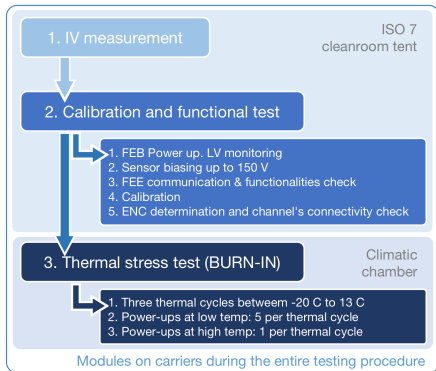 1. IV measurement
ISO 7
cleanroom tent
2. Calibration and functional test
1. FEB Power up. LV monitoring
2. Sensor biasing up to 150 V
3. FEE communication & functionalities check
4. Calibration
5. ENC determination and channel's connectivity check
3. Thermal stress test (BURN-IN)
Climatic
chamber
1. Three thermal cycles betweem -20 C to 13 C
2. Power-ups at low temp: 5 per thermal cycle
3. Power-ups at high temp: 1 per thermal cycle
Modules on carriers during the entire testing procedure